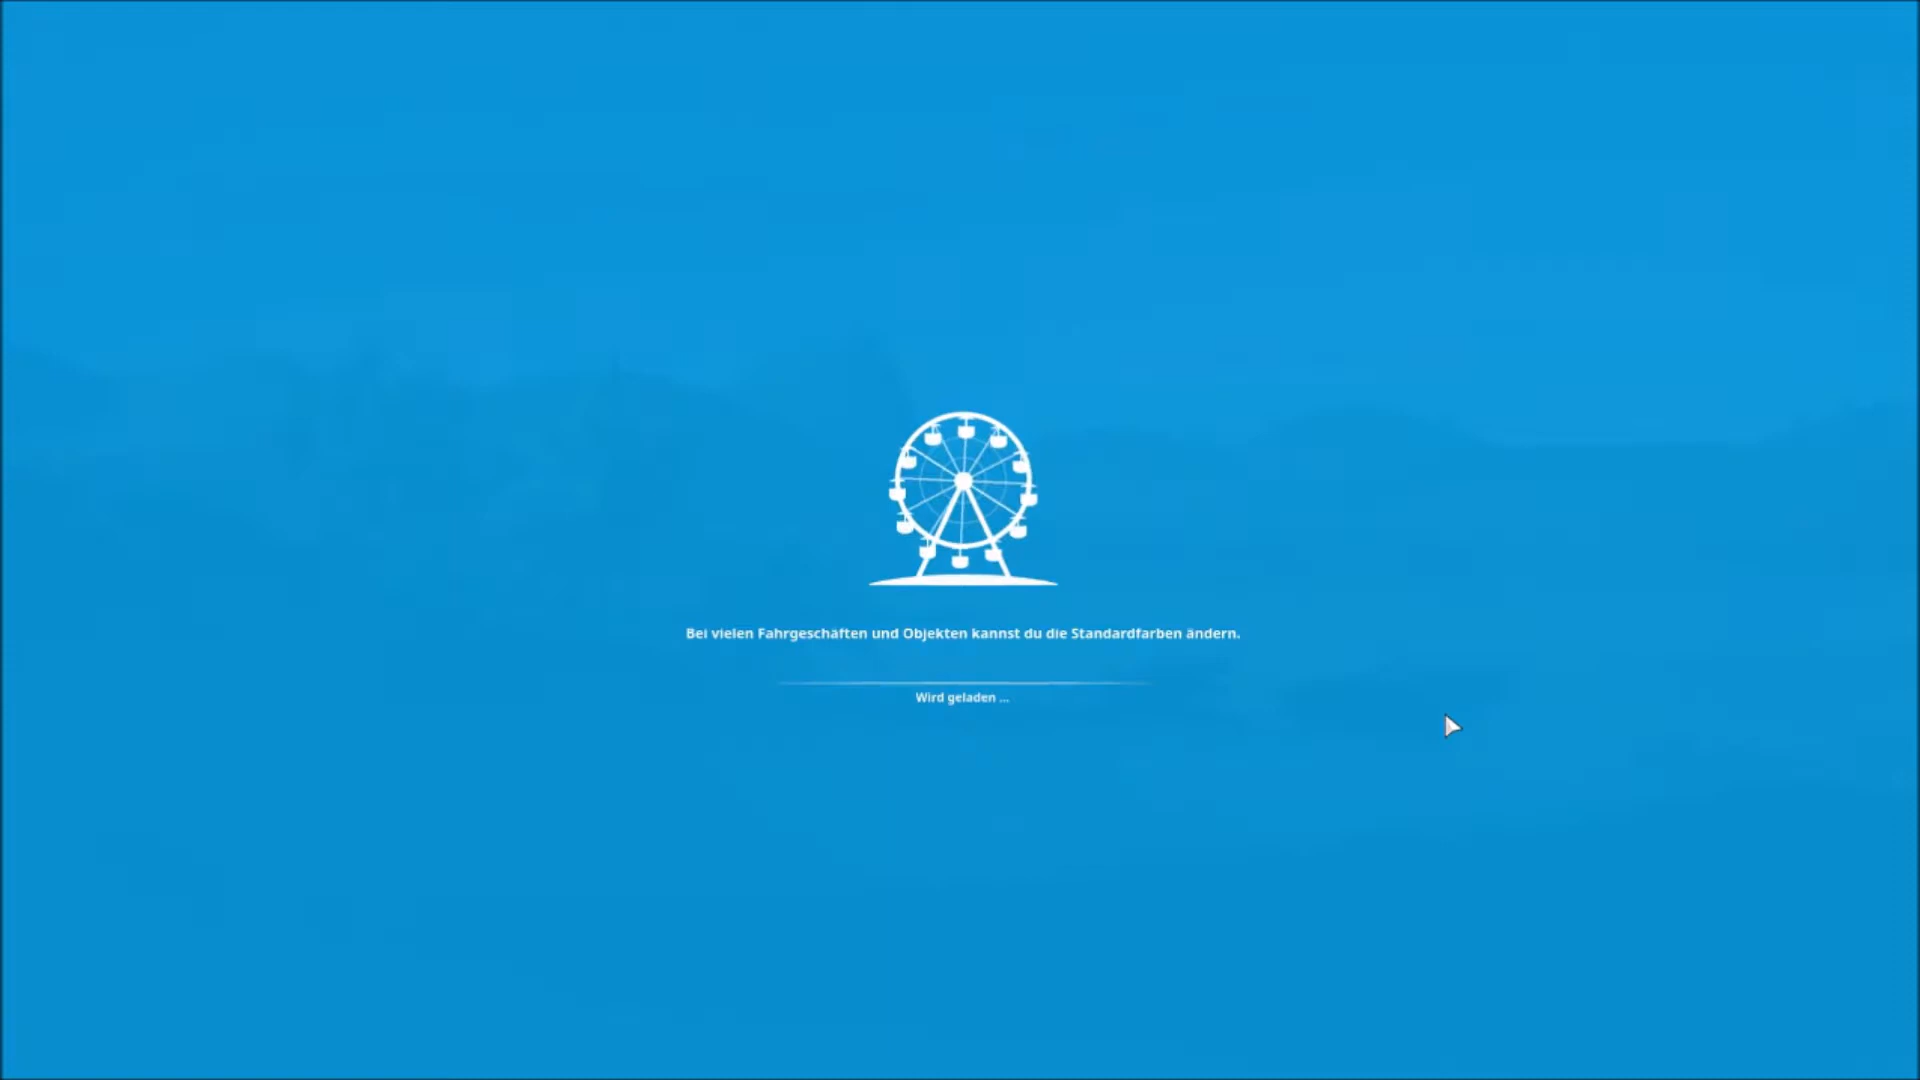 Bei vielen Fahrgeschäften und Objekten kannst du die Standardfarben ändern.
Wird geladen ...